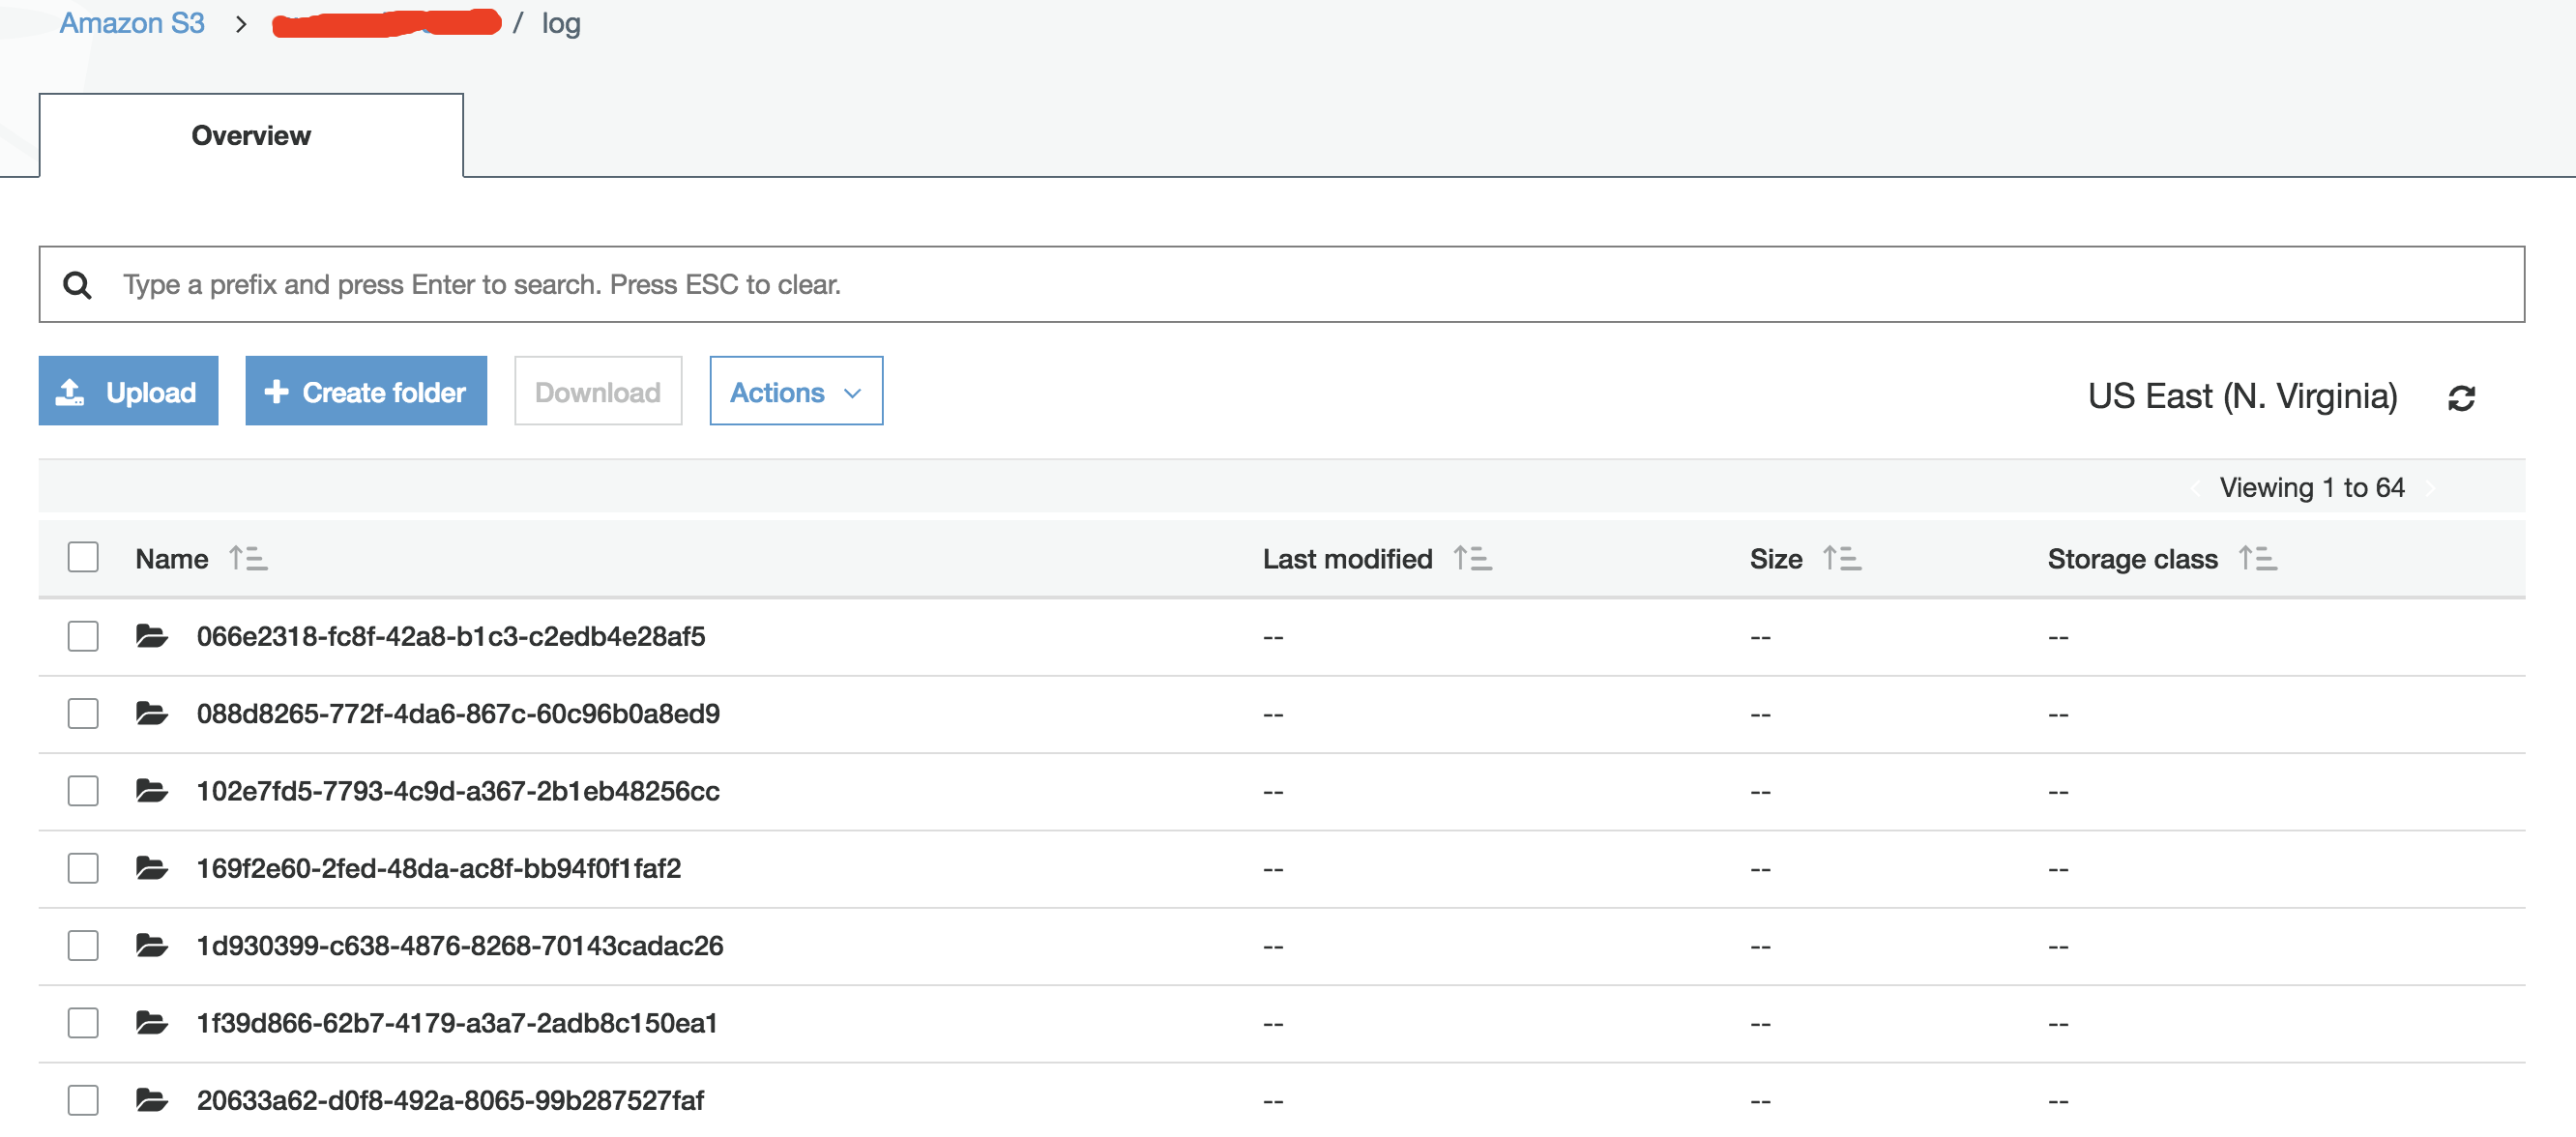 Amazon S3 > / log
Overview
Type a prefix and press Enter to search. Press ESC to clear.
Upload + Create folder Download Actions US East (N. Virginia)
Viewing 1 to 64
Name Last modified Size Storage class
066e2318-fc8f-42a8-b1c3-c2edb4e28af5 -- -- --
088d8265-772f-4da6-867c-60c96b0a8ed9 -- -- --
102e7fd5-7793-4c9d-a367-2b1eb48256cc -- -- --
169f2e60-2fed-48da-ac8f-bb94f0f1faf2 -- -- --
1d930399-c638-4876-8268-70143cadac26 -- -- --
1f39d866-62b7-4179-a3a7-2adb8c150ea1 -- -- --
20633a62-d0f8-492a-8065-99b287527faf -- -- --